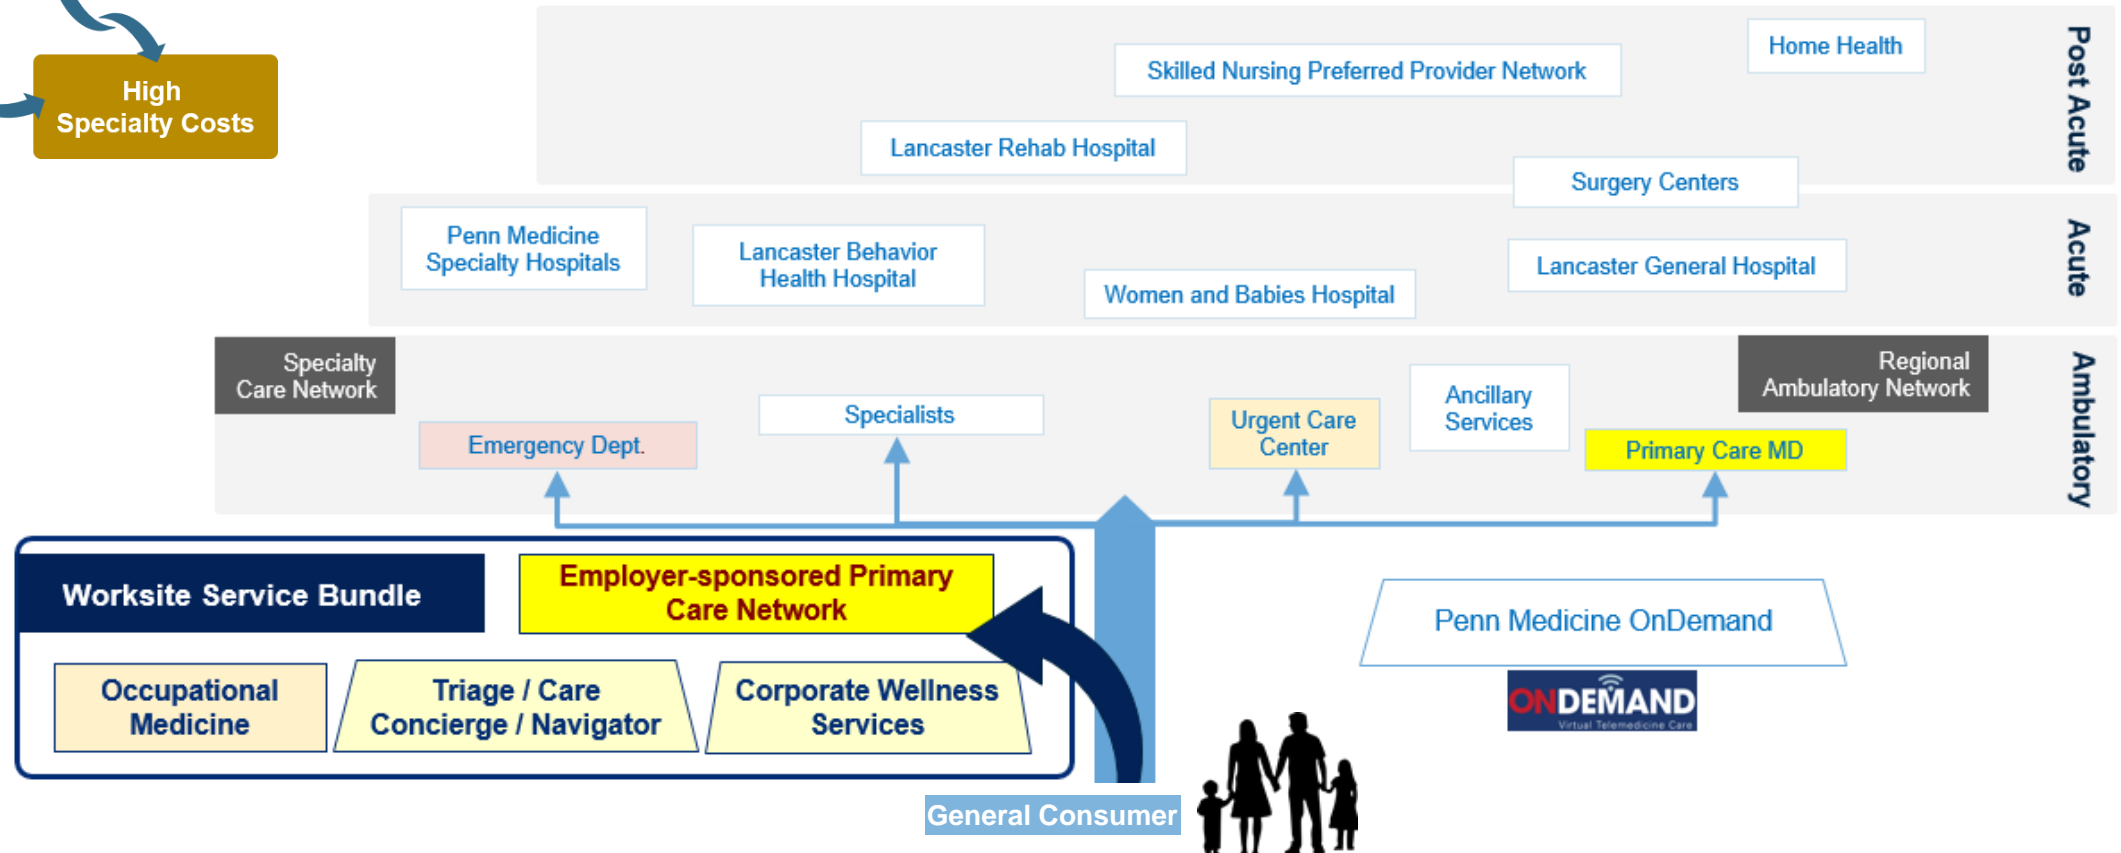 High
Specialty Costs
Home Health
Skilled Nursing Preferred Provider Network
Lancaster Rehab Hospital
Surgery Centers
Post Acute
Penn Medicine
Specialty Hospitals
Lancaster Behavior
Health Hospital
Women and Babies Hospital
Lancaster General Hospital
Acute
Specialty
Care Network
Emergency Dept.
Specialists
Urgent Care
Center
Ancillary
Services
Regional
Ambulatory Network
Primary Care MD
Ambulatory
Worksite Service Bundle
Employer-sponsored Primary
Care Network
Occupational
Medicine
Triage / Care
Concierge / Navigator
Corporate Wellness
Services
Penn Medicine OnDemand
ONDEMAND
Virtual Telemedicine Care
General Consumer